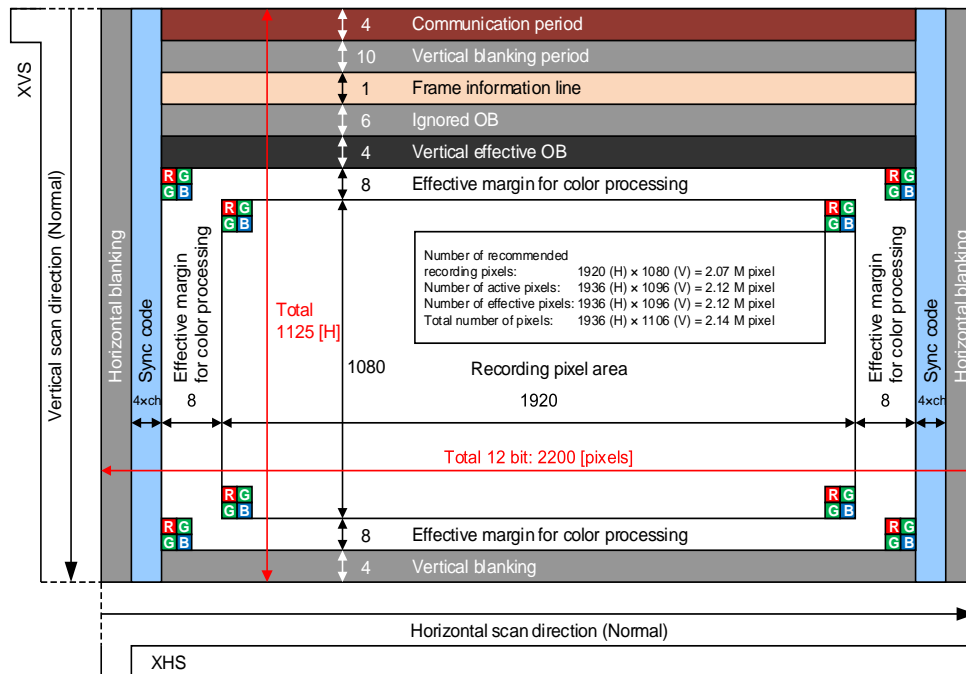 XVS
4 Communication period
10 Vertical blanking period
1 Frame information line
6 Ignored OB
4 Vertical effective OB
R G
G B
R G
G B
8 Effective margin for color processing
R G
G B
R G
G B
Number of recommended
recording pixels: 1920 (H) × 1080 (V) = 2.07 M pixel
Number of active pixels: 1936 (H) × 1096 (V) = 2.12 M pixel
Number of effective pixels: 1936 (H) × 1096 (V) = 2.12 M pixel
Total number of pixels: 1936 (H) × 1106 (V) = 2.14 M pixel
Vertical scan direction (Normal)
Horizontal blanking
Sync code
4×ch
Effective margin
for color processing
8
Total
1125 [H]
1080
Recording pixel area
1920
Effective margin
for color processing
8
Sync code
4×ch
Horizontal blanking
Total 12 bit: 2200 [pixels]
R G
G B
R G
G B
R G
G B
R G
G B
8 Effective margin for color processing
4 Vertical blanking
Horizontal scan direction (Normal)
XHS